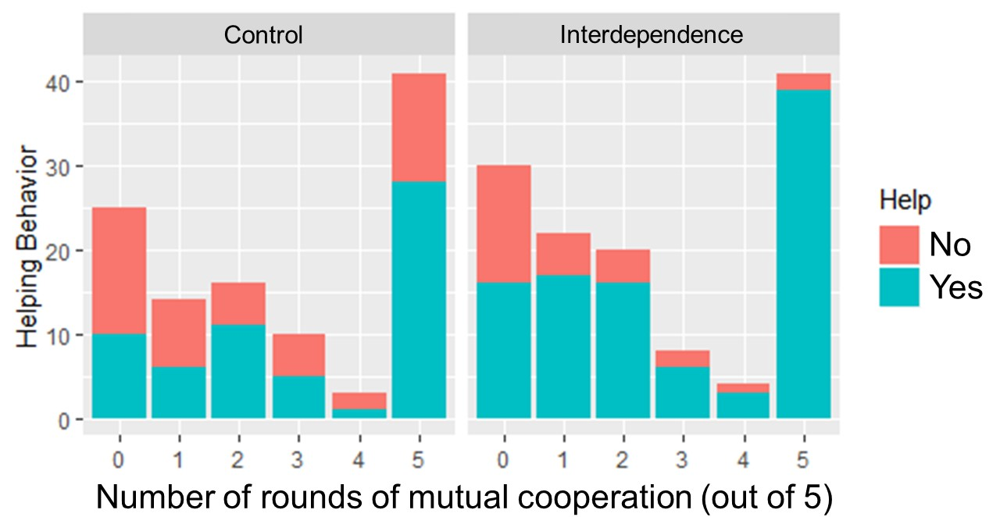 Control
Interdependence
40
30
20
10
0
Helping Behavior
0 1 2 3 4 5
0 1 2 3 4 5
Number of rounds of mutual cooperation (out of 5)
Help
No
Yes